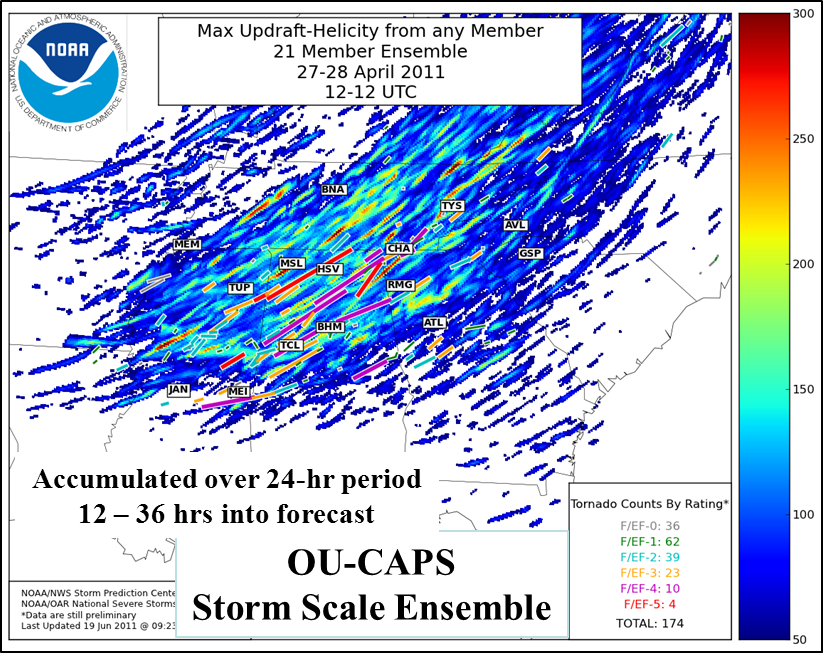 NATIONAL OCEANIC AND ATMOSPHERIC ADMINISTRATION
NOAA
U.S. DEPARTMENT OF COMMERCE
Max Updraft-Helicity from any Member
21 Member Ensemble
27-28 April 2011
12-12 UTC
300
250
200
150
100
50
BNA
TYS
AVL
MEM
CHA
GSP
MSL
HSV
TUP
RMG
BHM
ATL
TCL
JAN
MEI
Accumulated over 24-hr period
12 – 36 hrs into forecast
OU-CAPS
Storm Scale Ensemble
Tornado Counts By Rating*
F/EF-0: 36
F/EF-1: 62
F/EF-2: 39
F/EF-3: 23
F/EF-4: 10
F/EF-5: 4
TOTAL: 174
NOAA/NWS Storm Prediction Cente
NOAA/OAR National Severe Storms
*Data are still preliminary
Last Updated 19 Jun 2011 @ 09:23